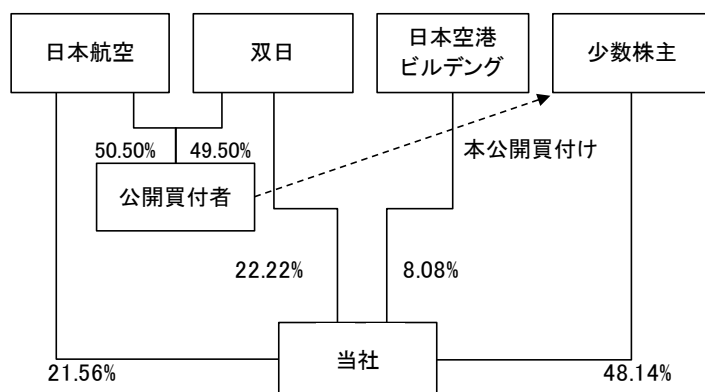 日本航空
双日
日本空港
ビルデング
少数株主
50.50%
49.50%
本公開買付け
公開買付者
22.22%
8.08%
当社
21.56%
48.14%